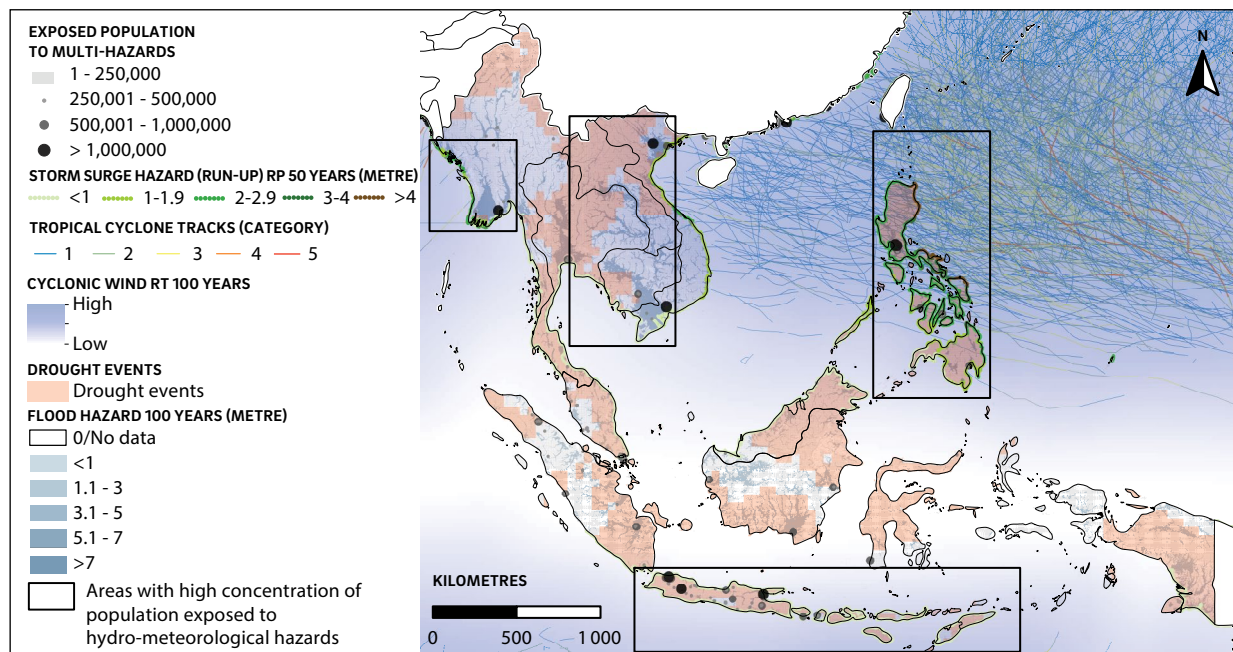 EXPOSED POPULATION
TO MULTI-HAZARDS
1 - 250,000
250,001 - 500,000
500,001 - 1,000,000
> 1,000,000
STORM SURGE HAZARD (RUN-UP) RP 50 YEARS (METRE)
<1 1-1.9 2-2.9 3-4 >4
TROPICAL CYCLONE TRACKS (CATEGORY)
1 2 3 4 5
CYCLONIC WIND RT 100 YEARS
High
Low
DROUGHT EVENTS
Drought events
FLOOD HAZARD 100 YEARS (METRE)
0/No data
<1
1.1 - 3
3.1 - 5
5.1 - 7
>7
Areas with high concentration of
population exposed to
hydro-meteorological hazards
N
KILOMETRES
0 500 1 000